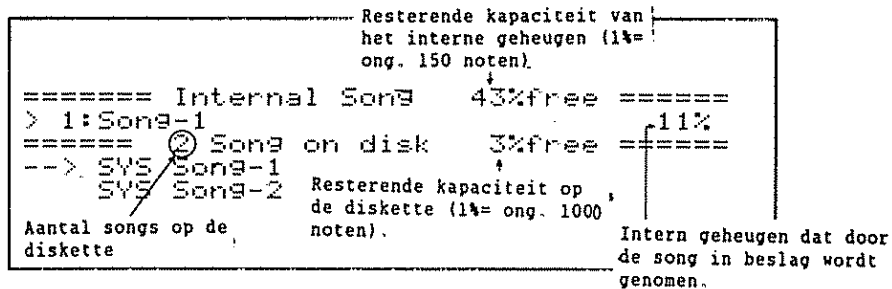 Resterende kapaciteit van
het interne geheugen (1%=
ong. 150 noten).
======= Internal Song 43%free ======
> 1:Song-1 11%
====== 2 Song on disk 3%free ======
--> SYS Song-1
SYS Song-2
Resterende kapaciteit op
de diskette (1%= ong. 1000
noten).
Aantal songs op de
diskette
Intern geheugen dat door
de song in beslag wordt
genomen.